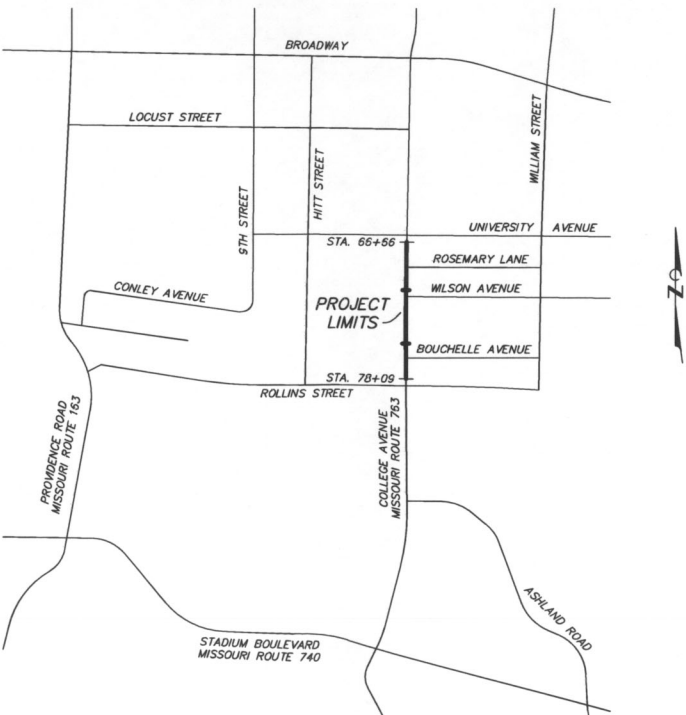 BROADWAY
LOCUST STREET
WILLIAM STREET
HITT STREET
9TH STREET
UNIVERSITY AVENUE
STA. 66+66
ROSEMARY LANE
CONLEY AVENUE
WILSON AVENUE
PROJECT
LIMITS
BOUCHELLE AVENUE
STA. 78+09
ROLLINS STREET
PROVIDENCE ROAD
MISSOURI ROUTE 163
COLLEGE AVENUE
MISSOURI ROUTE 763
ASHLAND ROAD
STADIUM BOULEVARD
MISSOURI ROUTE 740
N